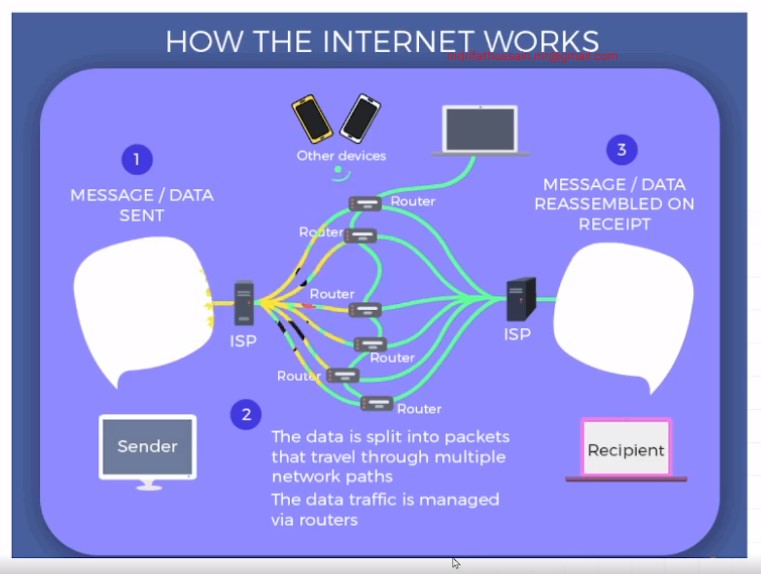 HOW THE INTERNET WORKS
1
MESSAGE / DATA
SENT
Other devices
3
MESSAGE / DATA
REASSEMBLED ON
RECEIPT
Router
Router
Router
Router
Router
Router
ISP
ISP
2
The data is split into packets
that travel through multiple
network paths
The data traffic is managed
via routers
Sender
Recipient